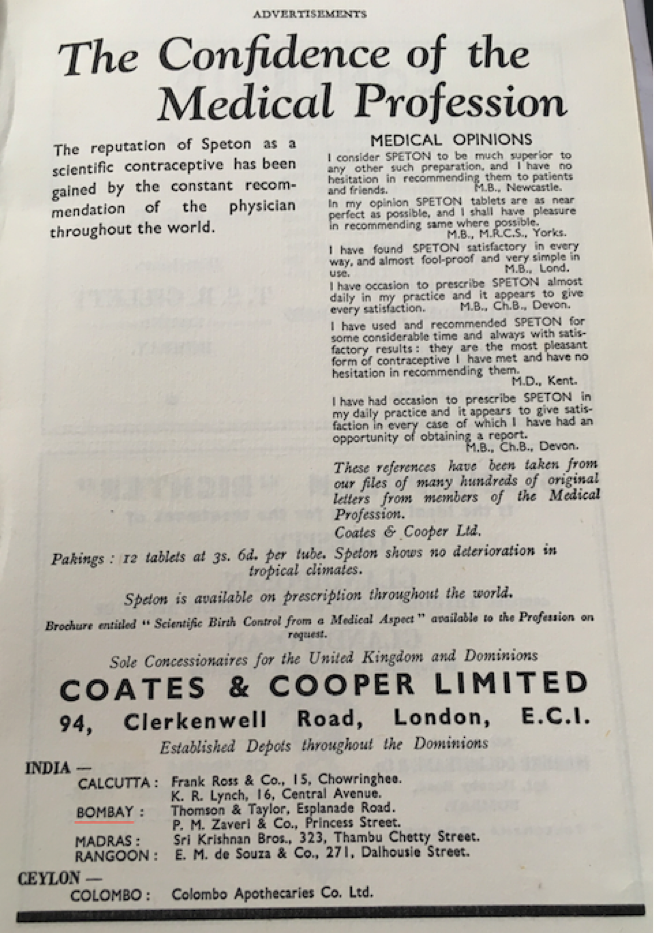 ADVERTISEMENTS
The Confidence of the
Medical Profession
The reputation of Speton as a
scientific contraceptive has been
gained by the constant recom-
mendation of the physician
throughout the world.
MEDICAL OPINIONS
I consider SPETON to be much superior to
any other such preparation, and I have no
hesitation in recommending them to patients
and friends. M.B., Newcastle.
In my opinion SPETON tablets are as near
perfect as possible, and I shall have pleasure
in recommending same where possible.
M.B., M.R.C.S., Yorks.
I have found SPETON satisfactory in every
way, and almost fool-proof and very simple in
use. M.B., Lond.
I have occasion to prescribe SPETON almost
daily in my practice and it appears to give
every satisfaction. M.B., Ch.B., Devon.
I have used and recommended SPETON for
some considerable time and always with satis-
factory results: they are the most pleasant
form of contraceptive I have met and have no
hesitation in recommending them.
M.D., Kent.
I have had occasion to prescribe SPETON in
my daily practice and it appears to give satis-
faction in every case of which I have had an
opportunity of obtaining a report.
M.B., Ch.B., Devon.
These references have been taken from
our files of many hundreds of original
letters from members of the Medical
Profession.
Coates & Cooper Ltd.
Pakings : 12 tablets at 3s. 6d. per tube. Speton shows no deterioration in
tropical climates.
Speton is available on prescription throughout the world.
Brochure entitled " Scientific Birth Control from a Medical Aspect " available to the Profession on
request.
Sole Concessionaires for the United Kingdom and Dominions
COATES & COOPER LIMITED
94, Clerkenwell Road, London, E.C.I.
Established Depots throughout the Dominions
INDIA —
CALCUTTA : Frank Ross & Co., 15, Chowringhee.
K. R. Lynch, 16, Central Avenue.
BOMBAY : Thomson & Taylor, Esplanade Road.
P. M. Zaveri & Co., Princess Street.
MADRAS : Sri Krishnan Bros., 323, Thambu Chetty Street.
RANGOON : E. M. de Souza & Co., 271, Dalhousie Street.
CEYLON —
COLOMBO : Colombo Apothecaries Co. Ltd.